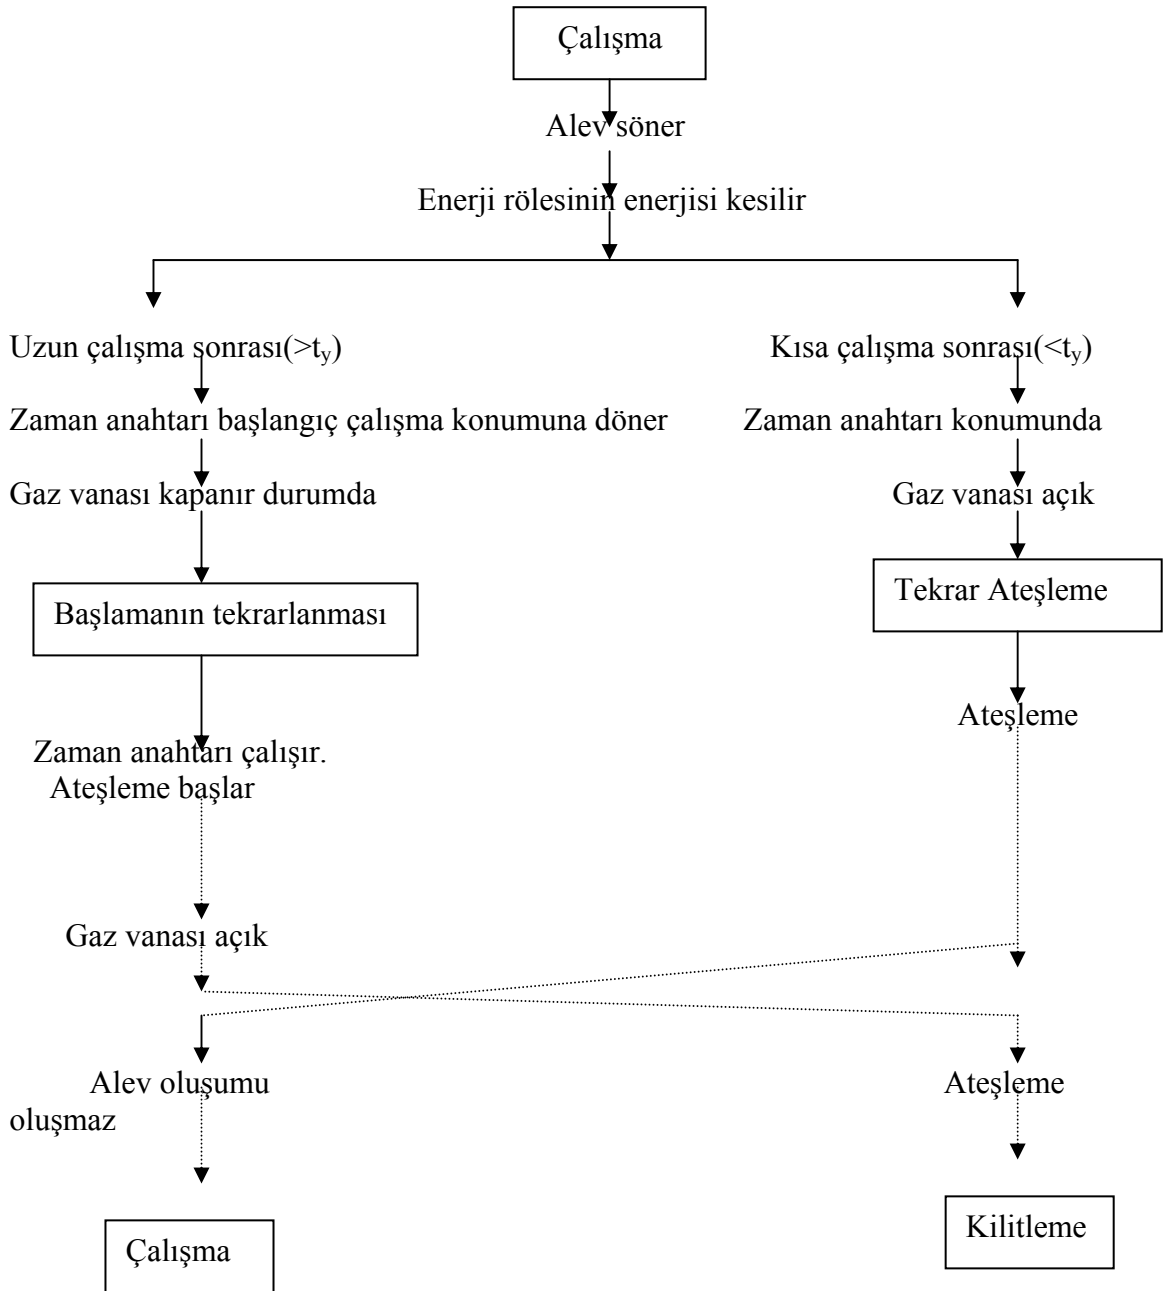 Çalışma
Alev söner
Enerji rölesinin enerjisi kesilir
Uzun çalışma sonrası(>ty)
Kısa çalışma sonrası(<ty)
Zaman anahtarı başlangıç çalışma konumuna döner
Zaman anahtarı konumunda
Gaz vanası kapanır durumda
Gaz vanası açık
Başlamanın tekrarlanması
Tekrar Ateşleme
Ateşleme
Zaman anahtarı çalışır.
Ateşleme başlar
Gaz vanası açık
Alev oluşumu
Ateşleme
oluşmaz
Çalışma
Kilitleme